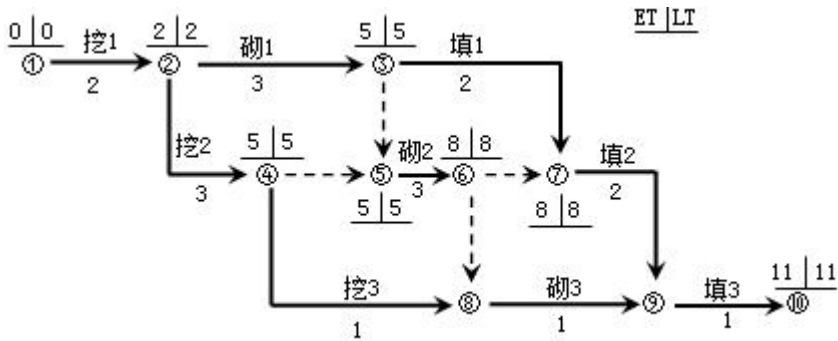 ET | LT
0 | 0
挖1
2 | 2
砌1
5 | 5
填1
① ② ③
2 3 2
挖2
5 | 5
砌2
8 | 8
填2
④ ⑤ ⑥ ⑦
3 3 2
5 | 5
8 | 8
11 | 11
挖3
砌3
填3
⑧ ⑨ ⑩
1 1 1